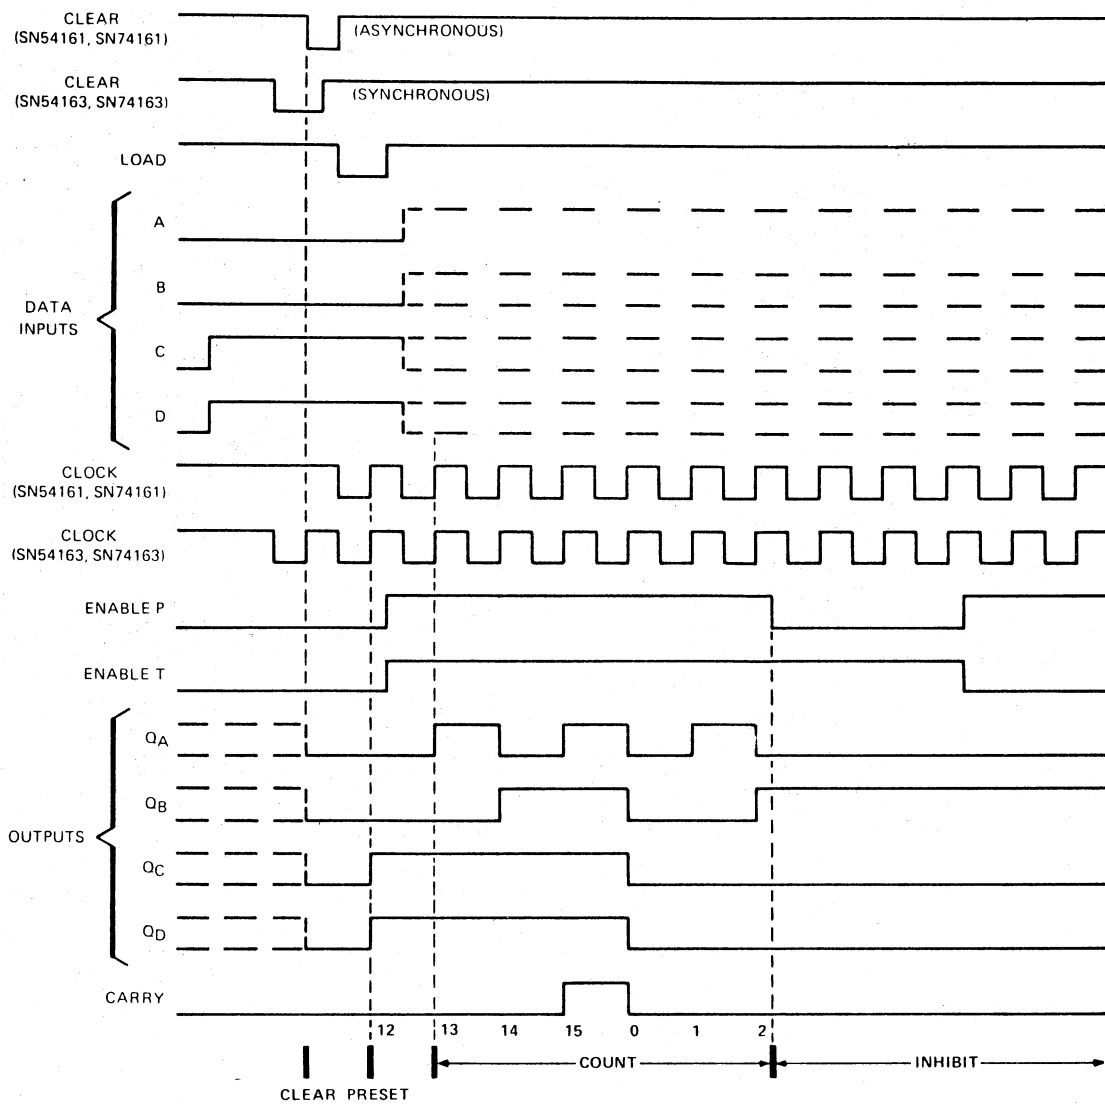 CLEAR
(SN54161, SN74161)
(ASYNCHRONOUS)
CLEAR
(SN54163, SN74163)
(SYNCHRONOUS)
LOAD
DATA
INPUTS
A
B
C
D
CLOCK
(SN54161, SN74161)
CLOCK
(SN54163, SN74163)
ENABLE P
ENABLE T
OUTPUTS
QA
QB
QC
QD
CARRY
12 13 14 15 0 1 2
COUNT INHIBIT
CLEAR PRESET